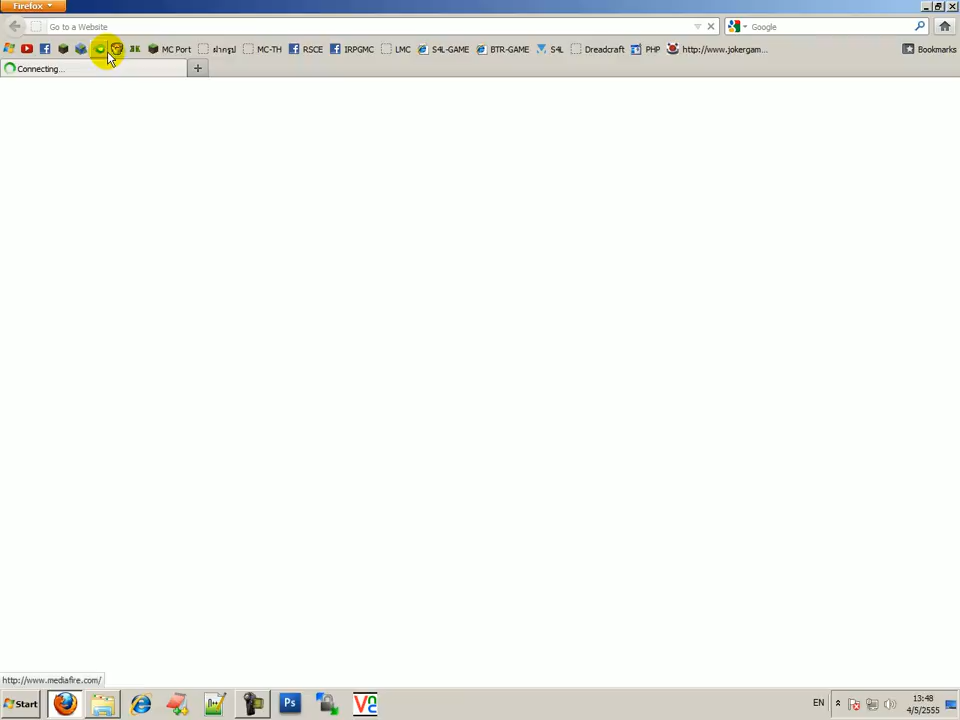 Firefox
Go to a Website
Google
MC Port
ฝากรูป
MC-TH
RSCE
IRPGMC
LMC
S4L-GAME
BTR-GAME
S4L
Dreadcraft
PHP
http://www.jokergam...
Bookmarks
Connecting...
http://www.mediafire.com/
Start
Ps
EN
13:48
4/5/2555